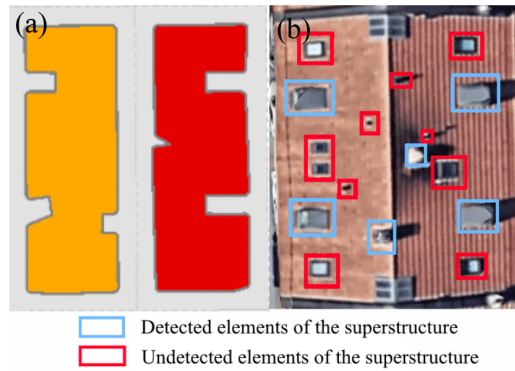 (a)
(b)
Detected elements of the superstructure
Undetected elements of the superstructure